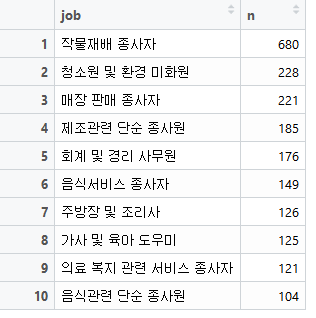 job n
1 작물재배 종사자 680
2 청소원 및 환경 미화원 228
3 매장 판매 종사자 221
4 제조관련 단순 종사원 185
5 회계 및 경리 사무원 176
6 음식서비스 종사자 149
7 주방장 및 조리사 126
8 가사 및 육아 도우미 125
9 의료 복지 관련 서비스 종사자 121
10 음식관련 단순 종사원 104